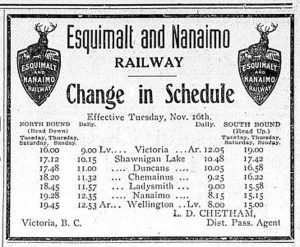 Esquimalt and Nanaimo
RAILWAY
ESQUIMALT AND NANAIMO RAILWAY
ESQUIMALT AND NANAIMO RAILWAY
Change in Schedule
Effective Tuesday, Nov. 16th.
NORTH BOUND Daily. Daily. SOUTH BOUND
(Read Down) (Read Up)
Tuesday, Thursday, Tuesday, Thursday,
Saturday, Sunday. Saturday, Sunday.
16.00 9.00 Lv... Victoria .. Ar. 12.05 19.00
17.12 10.15 Shawnigan Lake 10.48 17.42
17.48 11.00 .... Duncans .... 10.05 16.58
18.20 11.32 .. Chemainus .. 9.25 16.22
18.45 11.57 .. Ladysmith .. 9.00 15.58
19.28 12.35 .... Nanaimo .... 8.15 15.15
19.45 12.53 Ar.. Wellington .. Lv. 8.00 15.00
L. D. CHETHAM,
Victoria, B. C. Dist. Pass. Agent